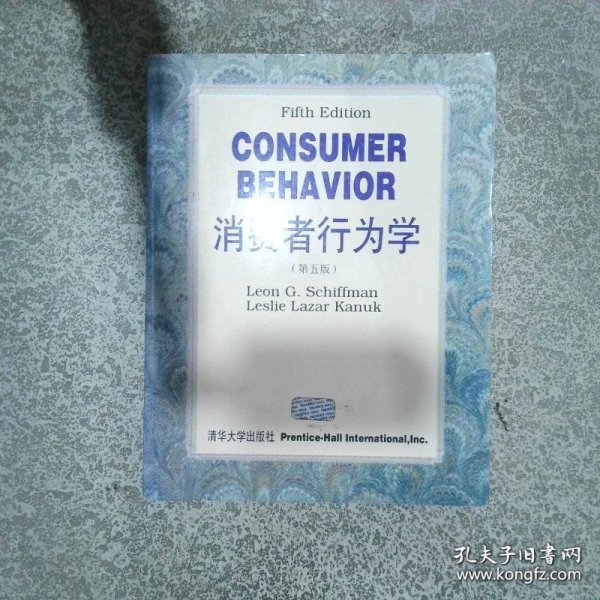 Fifth Edition
CONSUMER
BEHAVIOR
消费者行为学
（第五版）
Leon G. Schiffman
Leslie Lazar Kanuk
清华大学出版社 Prentice-Hall International,Inc.
孔夫子旧書网
www.kongfz.com